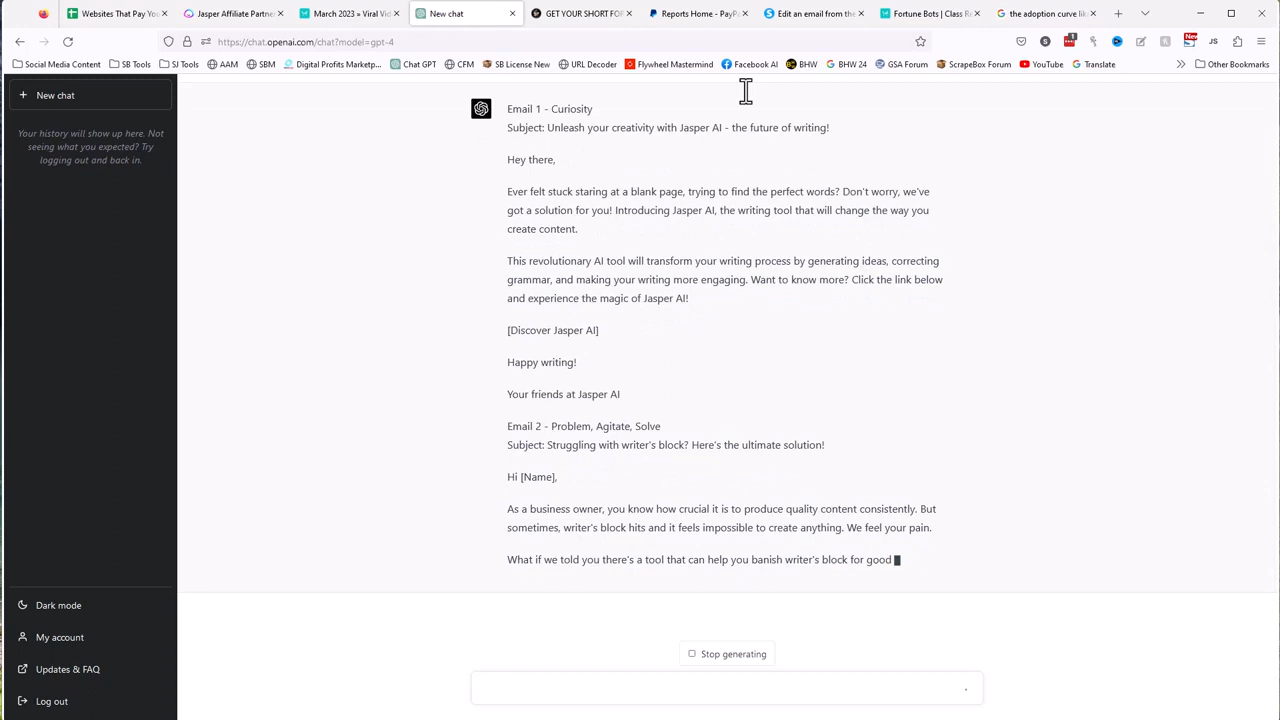 Websites That Pay You
Jasper Affiliate Partner
March 2023 » Viral Vid
New chat
GET YOUR SHORT FOR
Reports Home - PayP
Edit an email from the
Fortune Bots | Class Re
the adoption curve lik
https://chat.openai.com/chat?model=gpt-4
New
JS
Social Media Content
SB Tools
SJ Tools
AAM
SBM
Digital Profits Marketp...
Chat GPT
CFM
SB License New
URL Decoder
Flywheel Mastermind
Facebook AI
BHW
BHW 24
GSA Forum
ScrapeBox Forum
YouTube
Translate
Other Bookmarks
New chat
Your history will show up here. Not
seeing what you expected? Try
logging out and back in.
Email 1 - Curiosity
Subject: Unleash your creativity with Jasper AI - the future of writing!
Hey there,
Ever felt stuck staring at a blank page, trying to find the perfect words? Don't worry, we've
got a solution for you! Introducing Jasper AI, the writing tool that will change the way you
create content.
This revolutionary AI tool will transform your writing process by generating ideas, correcting
grammar, and making your writing more engaging. Want to know more? Click the link below
and experience the magic of Jasper AI!
[Discover Jasper AI]
Happy writing!
Your friends at Jasper AI
Email 2 - Problem, Agitate, Solve
Subject: Struggling with writer's block? Here's the ultimate solution!
Hi [Name],
As a business owner, you know how crucial it is to produce quality content consistently. But
sometimes, writer's block hits and it feels impossible to create anything. We feel your pain.
What if we told you there's a tool that can help you banish writer's block for good
Dark mode
My account
Updates & FAQ
Log out
Stop generating